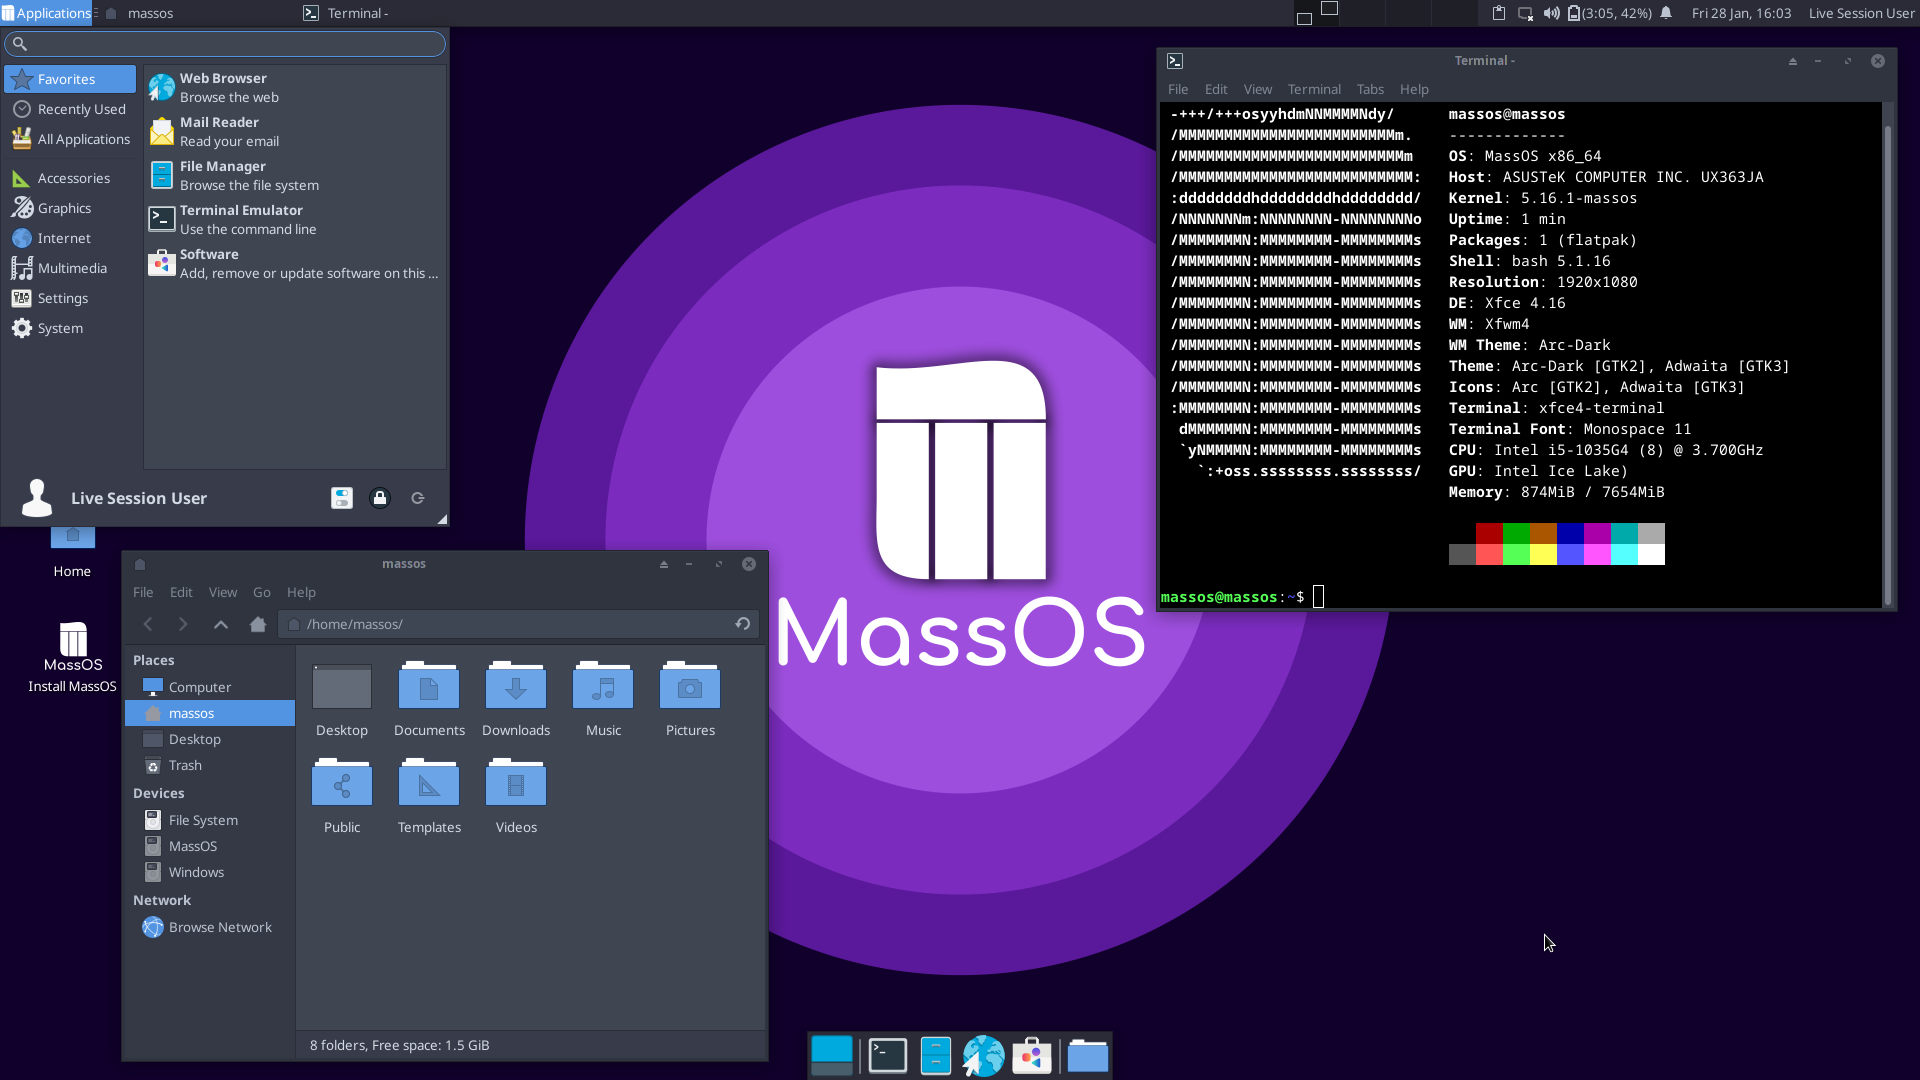 Applications
massos
Terminal -
(3:05, 42%)
Fri 28 Jan, 16:03
Live Session User
Favorites
Recently Used
All Applications
Accessories
Graphics
Internet
Multimedia
Settings
System
Web Browser
Browse the web
Mail Reader
Read your email
File Manager
Browse the file system
Terminal Emulator
Use the command line
Software
Add, remove or update software on this ...
Live Session User
Home
MassOS
Install MassOS
massos
File Edit View Go Help
/home/massos/
Places
Computer
massos
Desktop
Trash
Devices
File System
MassOS
Windows
Network
Browse Network
Desktop Documents Downloads Music Pictures
Public Templates Videos
8 folders, Free space: 1.5 GiB
MassOS
Terminal -
File Edit View Terminal Tabs Help
-+++/+++osyyhdmNNMMMMNdy/ massos@massos
/MMMMMMMMMMMMMMMMMMMMMMMMm. -------------
/MMMMMMMMMMMMMMMMMMMMMMMMMm OS: MassOS x86_64
/MMMMMMMMMMMMMMMMMMMMMMMMMM: Host: ASUSTeK COMPUTER INC. UX363JA
:ddddddddhddddddddhdddddddd/ Kernel: 5.16.1-massos
/NNNNNNNm:NNNNNNNN-NNNNNNNNo Uptime: 1 min
/MMMMMMMN:MMMMMMMM-MMMMMMMMs Packages: 1 (flatpak)
/MMMMMMMN:MMMMMMMM-MMMMMMMMs Shell: bash 5.1.16
/MMMMMMMN:MMMMMMMM-MMMMMMMMs Resolution: 1920x1080
/MMMMMMMN:MMMMMMMM-MMMMMMMMs DE: Xfce 4.16
/MMMMMMMN:MMMMMMMM-MMMMMMMMs WM: Xfwm4
/MMMMMMMN:MMMMMMMM-MMMMMMMMs WM Theme: Arc-Dark
/MMMMMMMN:MMMMMMMM-MMMMMMMMs Theme: Arc-Dark [GTK2], Adwaita [GTK3]
/MMMMMMMN:MMMMMMMM-MMMMMMMMs Icons: Arc [GTK2], Adwaita [GTK3]
:MMMMMMMN:MMMMMMMM-MMMMMMMMs Terminal: xfce4-terminal
dMMMMMMN:MMMMMMMM-MMMMMMMMs Terminal Font: Monospace 11
`yNMMMMN:MMMMMMMM-MMMMMMMMs CPU: Intel i5-1035G4 (8) @ 3.700GHz
`:+oss.ssssssss.ssssssss/ GPU: Intel Ice Lake)
Memory: 874MiB / 7654MiB
massos@massos:~$